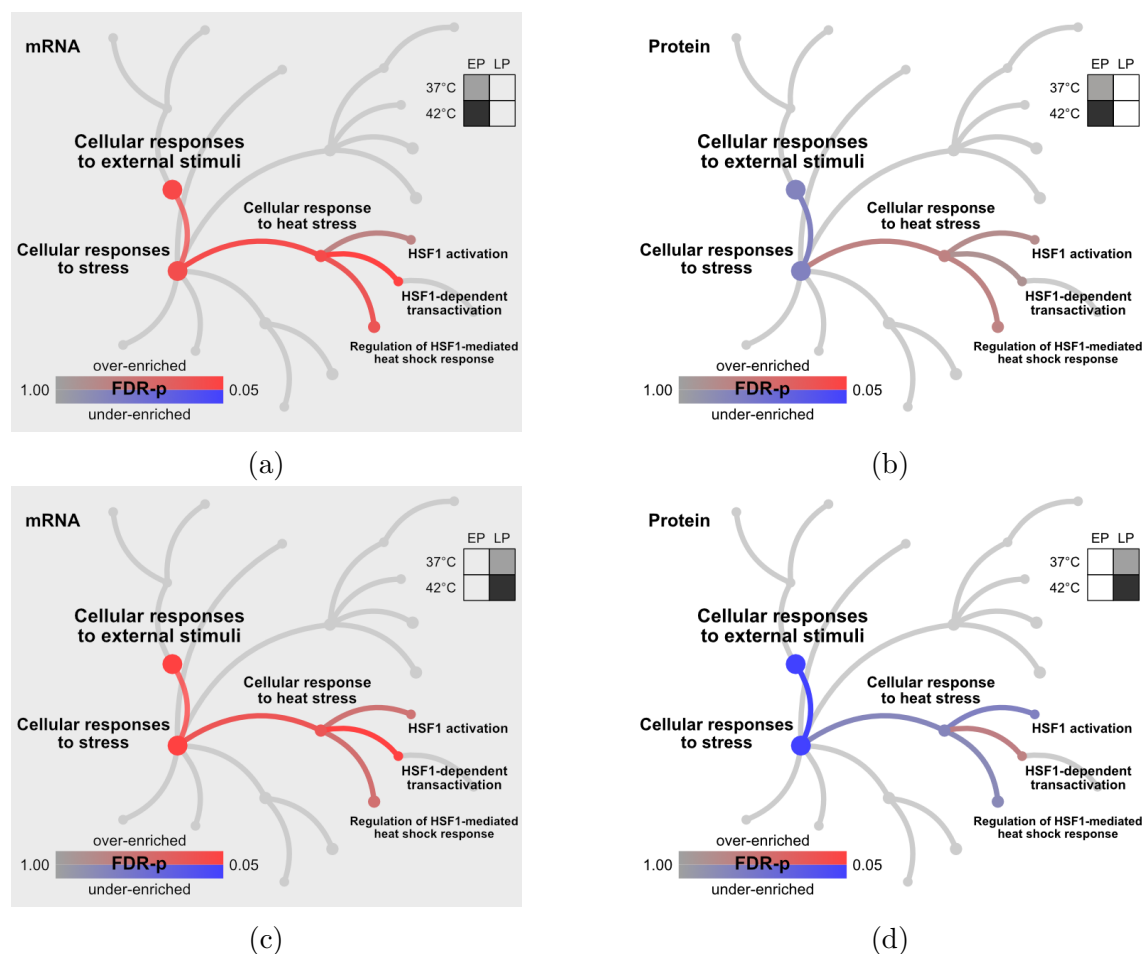 mRNA
EP LP
37°C
42°C
Cellular responses
to external stimuli
Cellular response
to heat stress
Cellular responses
to stress
HSF1 activation
HSF1-dependent
transactivation
Regulation of HSF1-mediated
heat shock response
over-enriched
1.00 FDR-p 0.05
under-enriched
(a)
Protein
EP LP
37°C
42°C
Cellular responses
to external stimuli
Cellular response
to heat stress
Cellular responses
to stress
HSF1 activation
HSF1-dependent
transactivation
Regulation of HSF1-mediated
heat shock response
over-enriched
1.00 FDR-p 0.05
under-enriched
(b)
mRNA
EP LP
37°C
42°C
Cellular responses
to external stimuli
Cellular response
to heat stress
Cellular responses
to stress
HSF1 activation
HSF1-dependent
transactivation
Regulation of HSF1-mediated
heat shock response
over-enriched
1.00 FDR-p 0.05
under-enriched
(c)
Protein
EP LP
37°C
42°C
Cellular responses
to external stimuli
Cellular response
to heat stress
Cellular responses
to stress
HSF1 activation
HSF1-dependent
transactivation
Regulation of HSF1-mediated
heat shock response
over-enriched
1.00 FDR-p 0.05
under-enriched
(d)